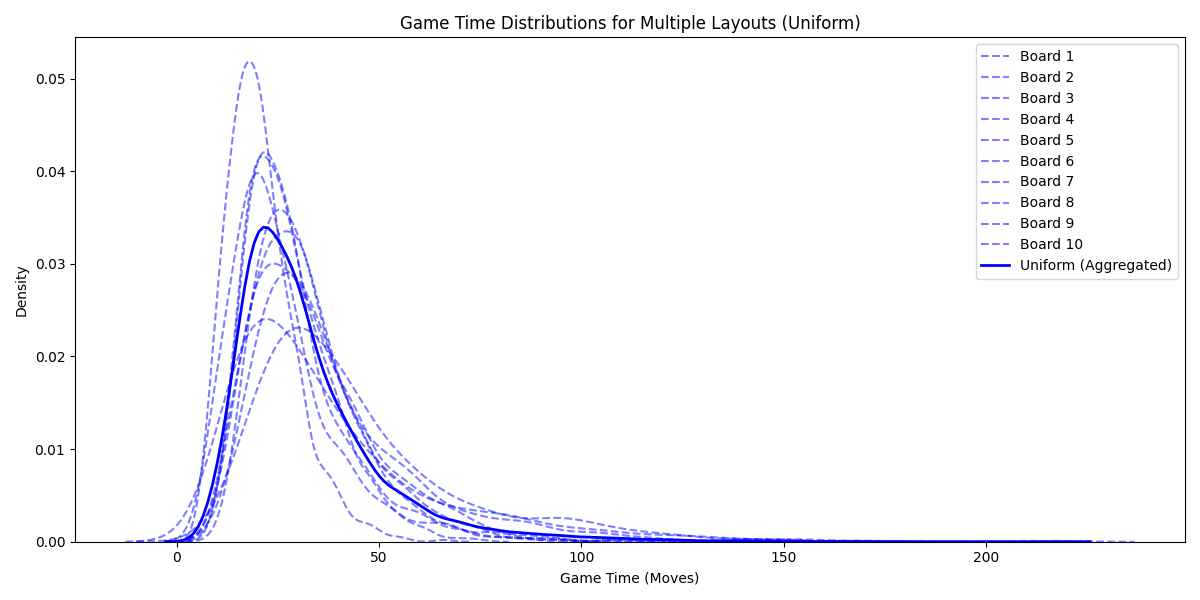 Game Time Distributions for Multiple Layouts (Uniform)
Density
0.05
0.04
0.03
0.02
0.01
0.00
Board 1
Board 2
Board 3
Board 4
Board 5
Board 6
Board 7
Board 8
Board 9
Board 10
Uniform (Aggregated)
0
50
100
150
200
Game Time (Moves)